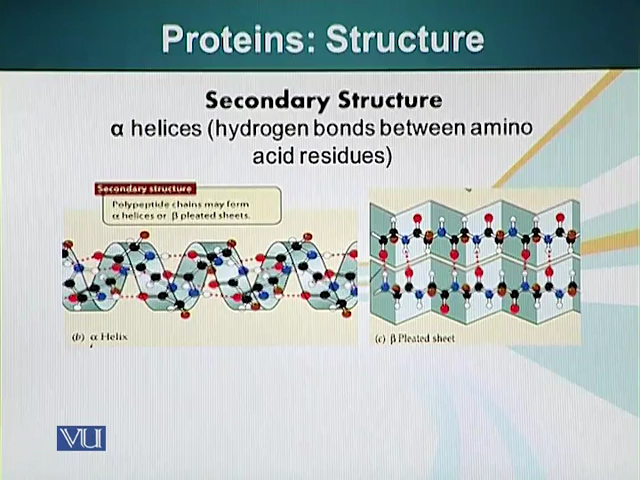 Proteins: Structure
Secondary Structure
α helices (hydrogen bonds between amino
acid residues)
Secondary structure
Polypeptide chains may form
α helices or β pleated sheets.
(b) α Helix
(c) β Pleated sheet
VU